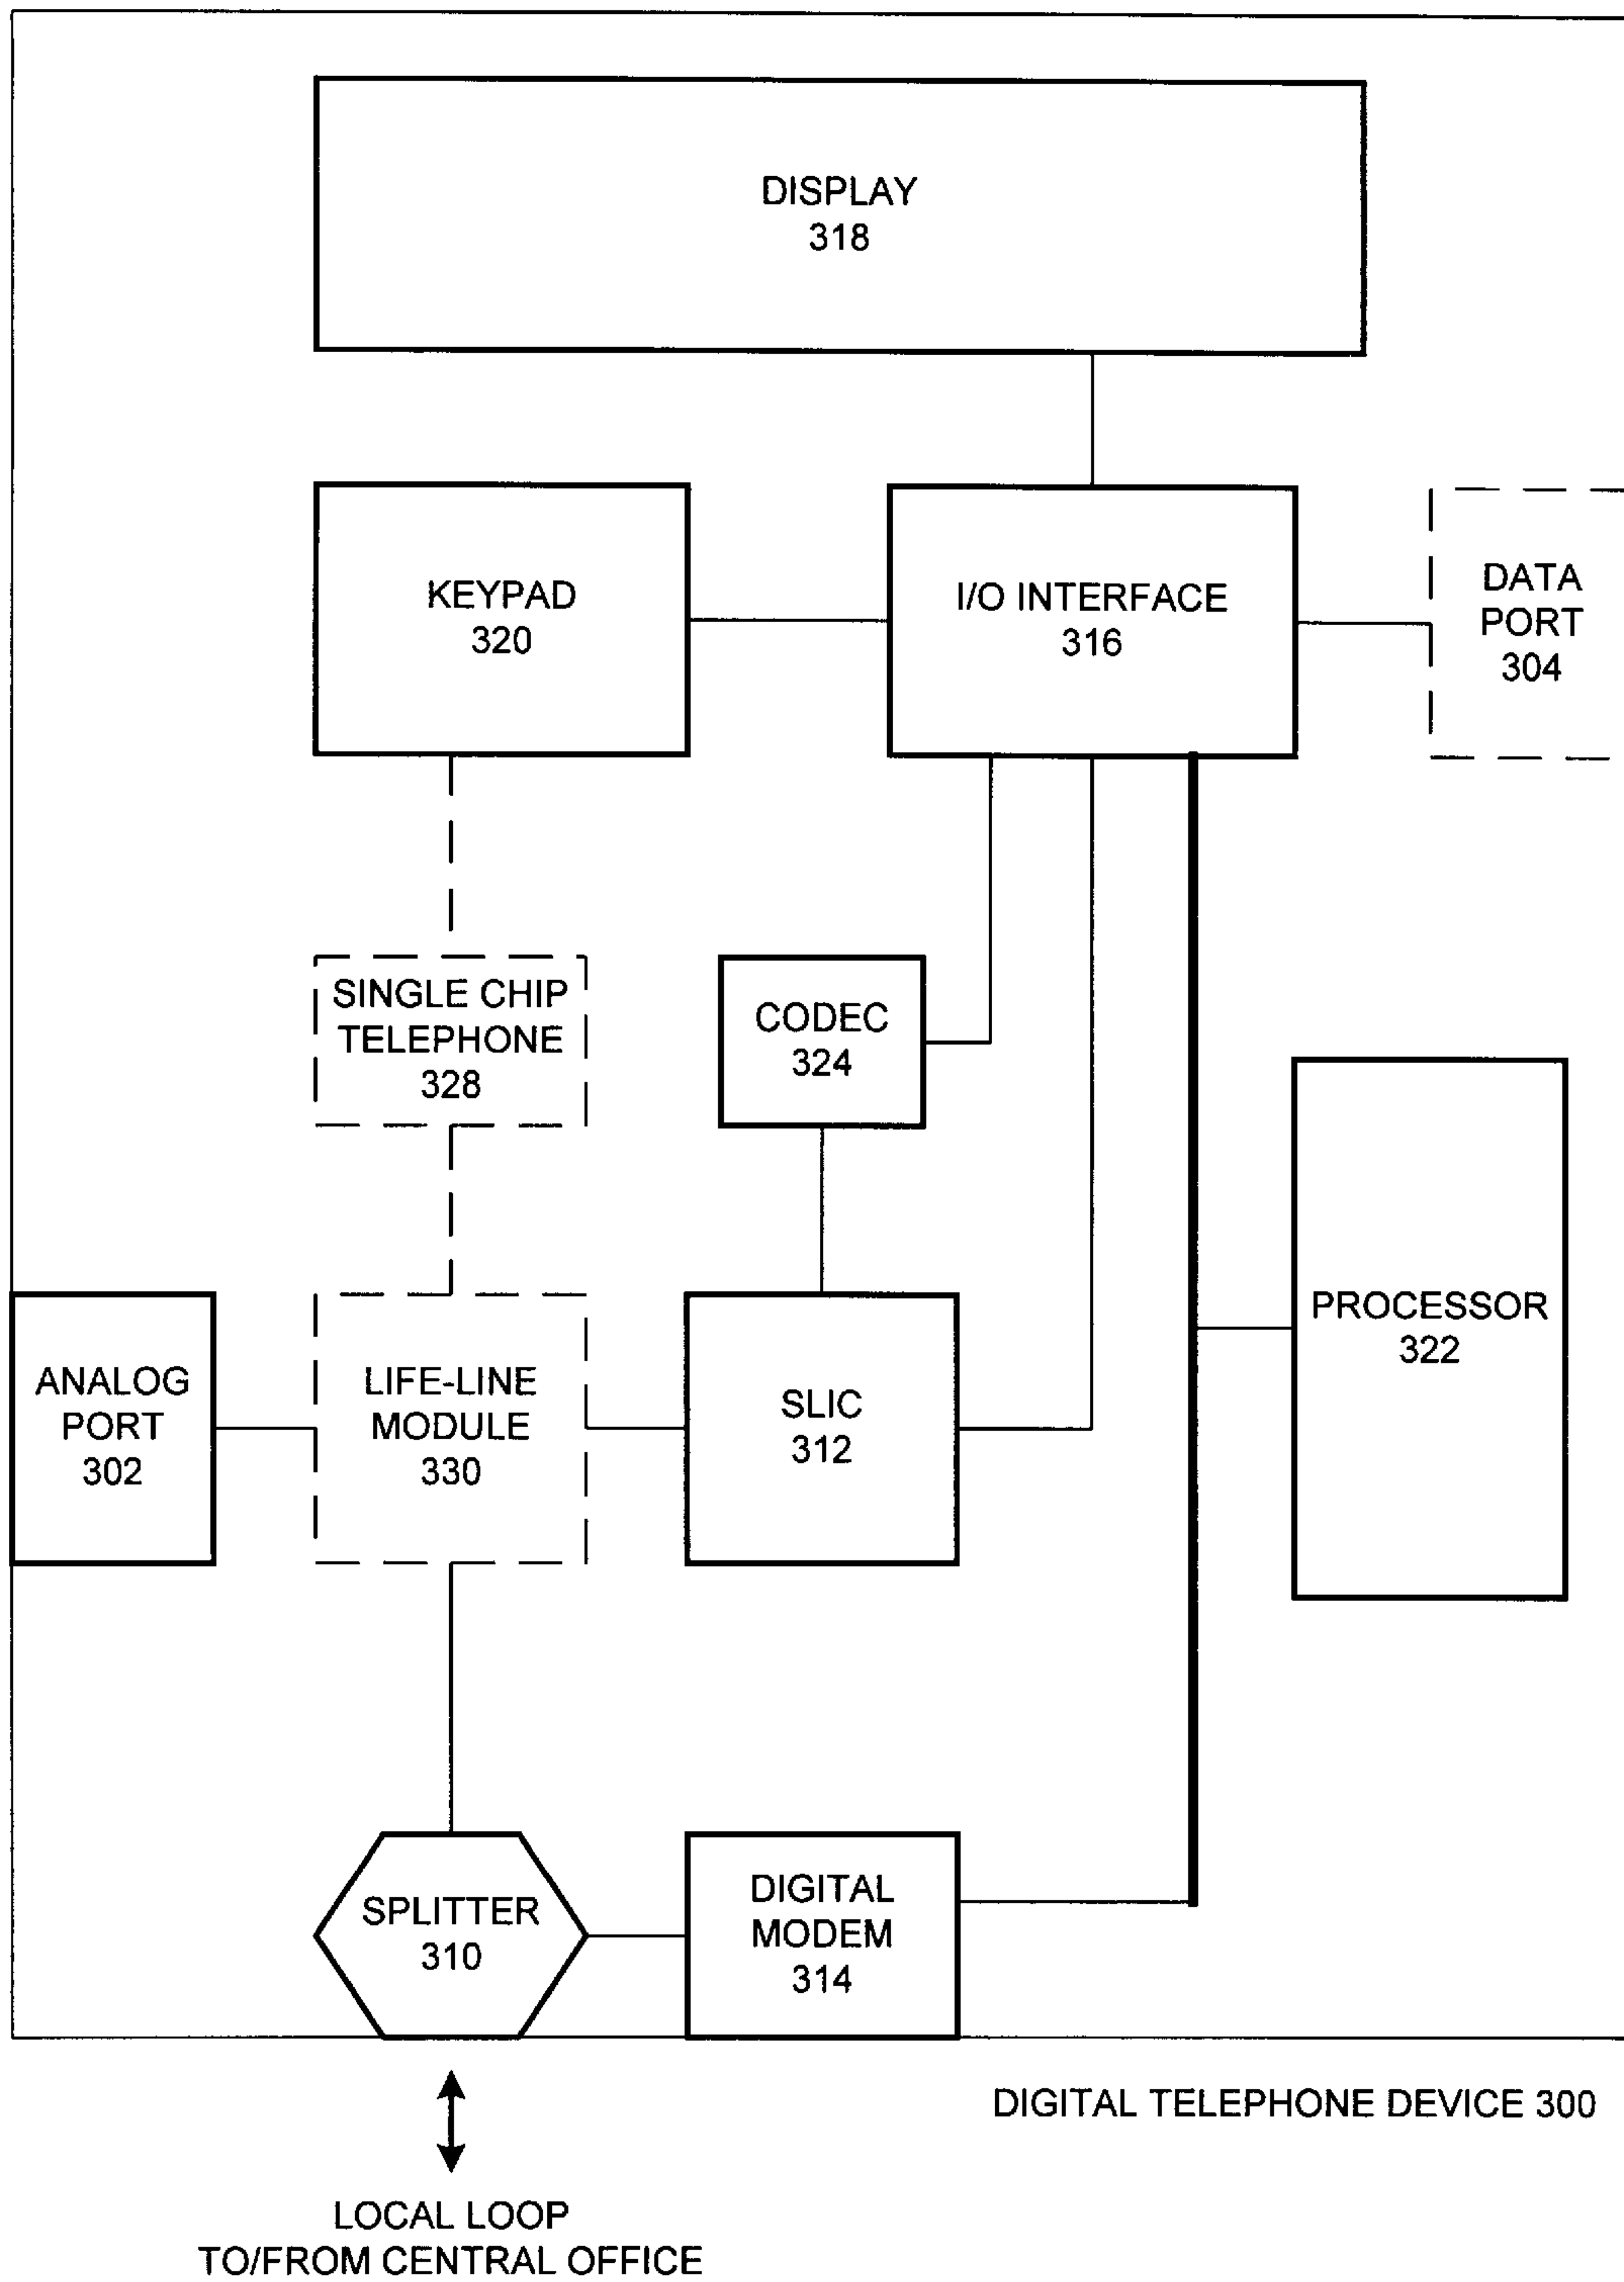 DISPLAY
318
KEYPAD
320
I/O INTERFACE
316
DATA
PORT
304
SINGLE CHIP
TELEPHONE
328
CODEC
324
PROCESSOR
322
ANALOG
PORT
302
LIFE-LINE
MODULE
330
SLIC
312
SPLITTER
310
DIGITAL
MODEM
314
DIGITAL TELEPHONE DEVICE 300
LOCAL LOOP
TO/FROM CENTRAL OFFICE